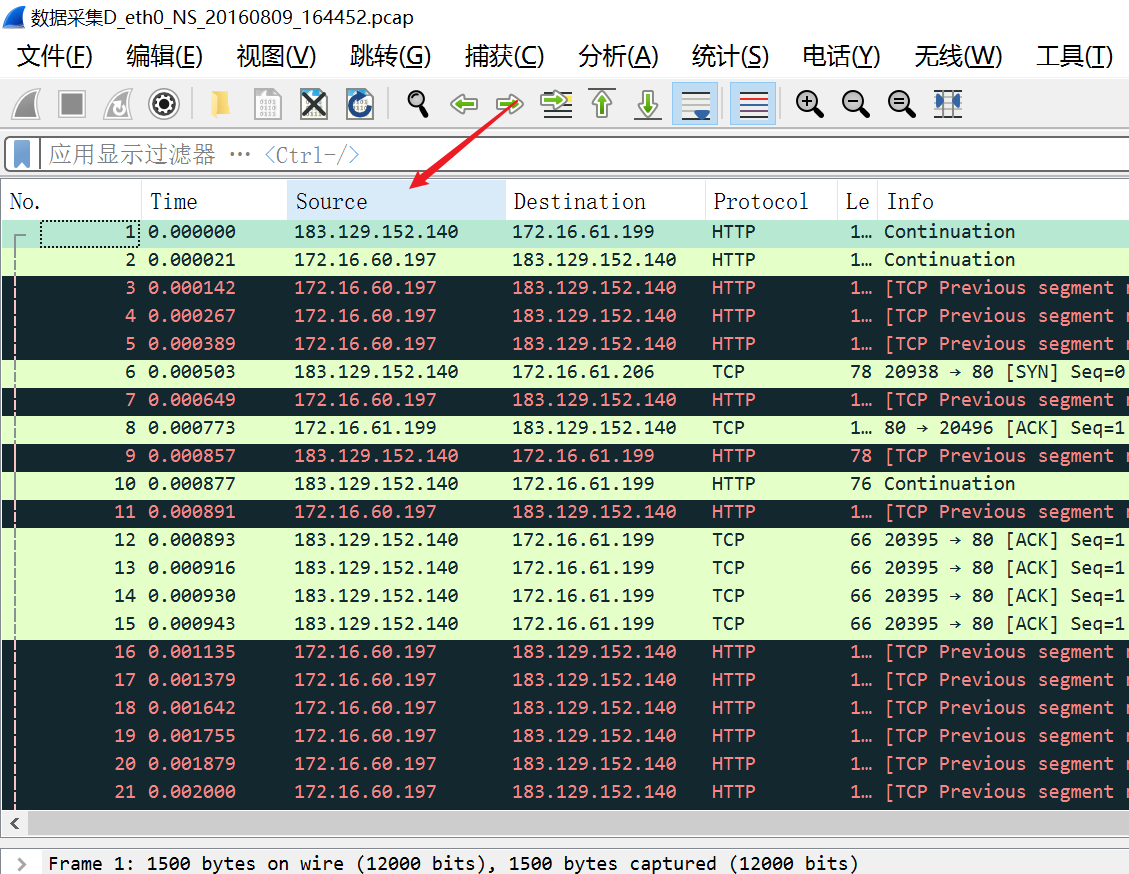 数据采集D_eth0_NS_20160809_164452.pcap
文件(F) 编辑(E) 视图(V) 跳转(G) 捕获(C) 分析(A) 统计(S) 电话(Y) 无线(W) 工具(T)
应用显示过滤器 … <Ctrl-/>
No. Time Source Destination Protocol Le Info
1 0.000000 183.129.152.140 172.16.61.199 HTTP 1… Continuation
2 0.000021 172.16.60.197 183.129.152.140 HTTP 1… Continuation
3 0.000142 172.16.60.197 183.129.152.140 HTTP 1… [TCP Previous segment
4 0.000267 172.16.60.197 183.129.152.140 HTTP 1… [TCP Previous segment
5 0.000389 172.16.60.197 183.129.152.140 HTTP 1… [TCP Previous segment
6 0.000503 183.129.152.140 172.16.61.206 TCP 78 20938 → 80 [SYN] Seq=0
7 0.000649 172.16.60.197 183.129.152.140 HTTP 1… [TCP Previous segment
8 0.000773 172.16.61.199 183.129.152.140 TCP 1… 80 → 20496 [ACK] Seq=1
9 0.000857 183.129.152.140 172.16.61.199 HTTP 78 [TCP Previous segment
10 0.000877 183.129.152.140 172.16.61.199 HTTP 76 Continuation
11 0.000891 172.16.60.197 183.129.152.140 HTTP 1… [TCP Previous segment
12 0.000893 183.129.152.140 172.16.61.199 TCP 66 20395 → 80 [ACK] Seq=1
13 0.000916 183.129.152.140 172.16.61.199 TCP 66 20395 → 80 [ACK] Seq=1
14 0.000930 183.129.152.140 172.16.61.199 TCP 66 20395 → 80 [ACK] Seq=1
15 0.000943 183.129.152.140 172.16.61.199 TCP 66 20395 → 80 [ACK] Seq=1
16 0.001135 172.16.60.197 183.129.152.140 HTTP 1… [TCP Previous segment
17 0.001379 172.16.60.197 183.129.152.140 HTTP 1… [TCP Previous segment
18 0.001642 172.16.60.197 183.129.152.140 HTTP 1… [TCP Previous segment
19 0.001755 172.16.60.197 183.129.152.140 HTTP 1… [TCP Previous segment
20 0.001879 172.16.60.197 183.129.152.140 HTTP 1… [TCP Previous segment
21 0.002000 172.16.60.197 183.129.152.140 HTTP 1… [TCP Previous segment
Frame 1: 1500 bytes on wire (12000 bits), 1500 bytes captured (12000 bits)